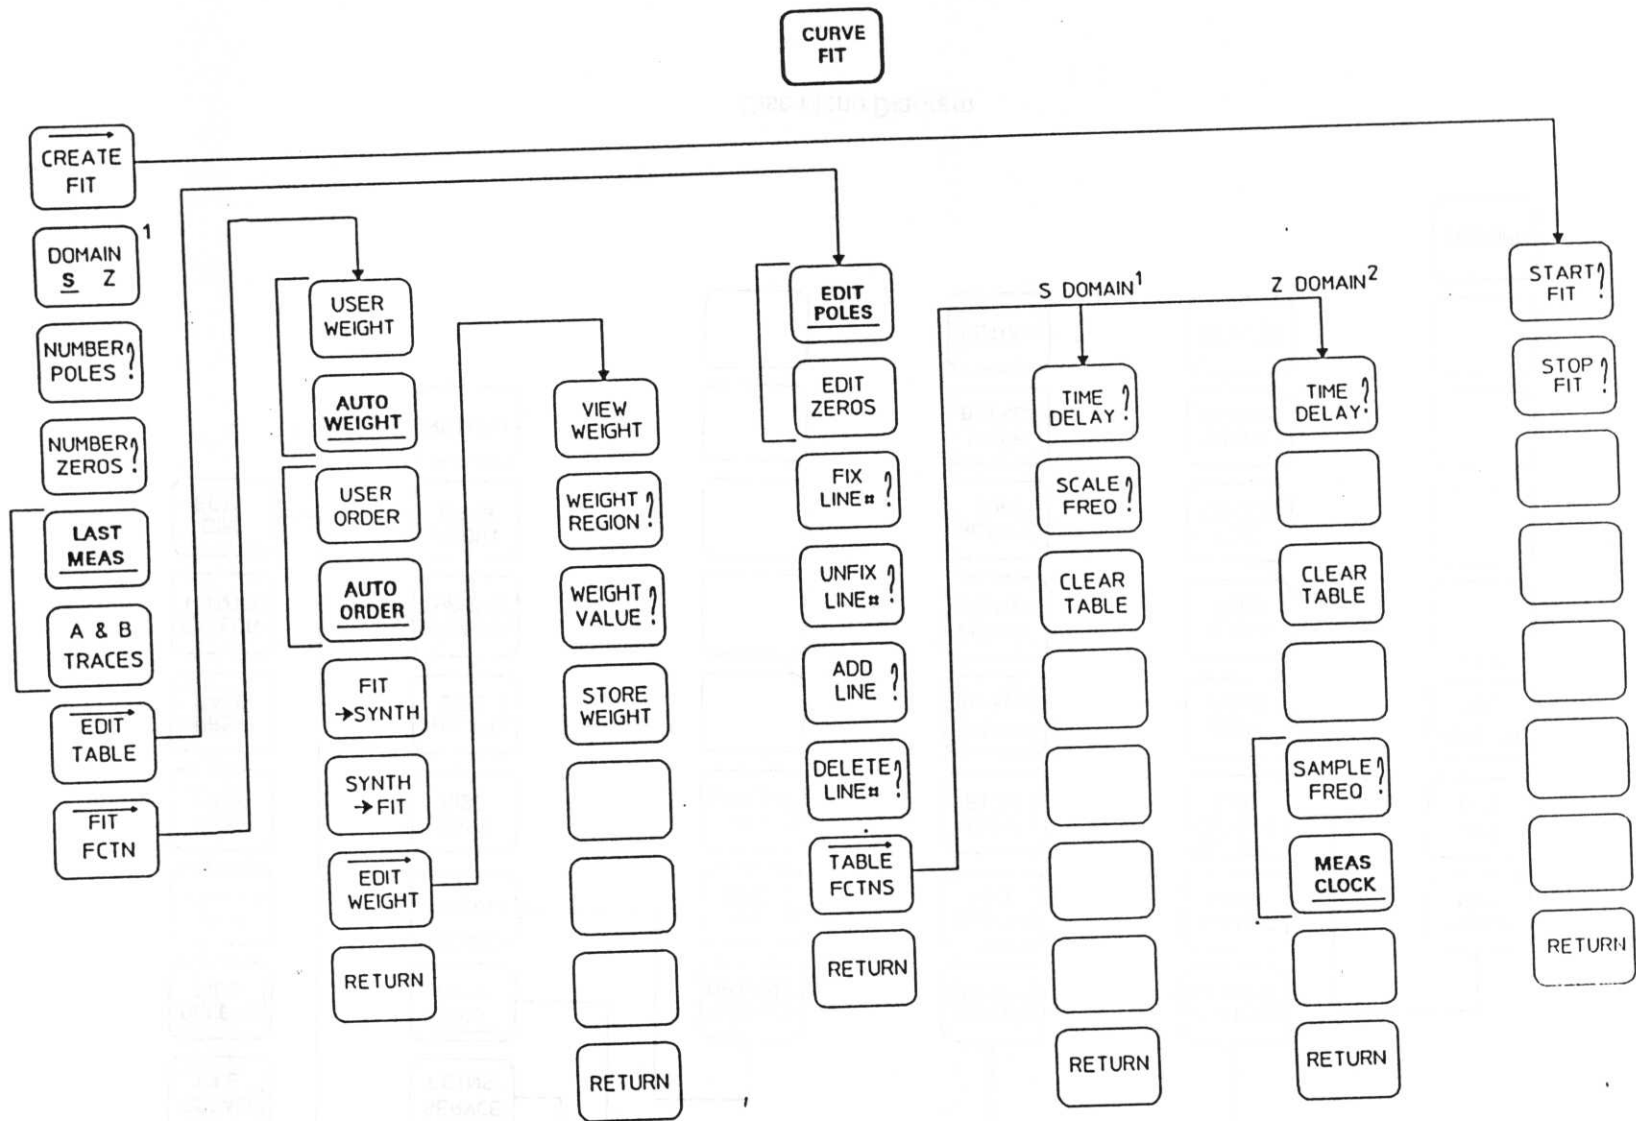 CURVE
FIT
CREATE
FIT
DOMAIN 1
S Z
NUMBER ?
POLES
NUMBER ?
ZEROS
LAST
MEAS
A & B
TRACES
EDIT
TABLE
FIT
FCTN
USER
WEIGHT
AUTO
WEIGHT
USER
ORDER
AUTO
ORDER
FIT
→SYNTH
SYNTH
→FIT
EDIT
WEIGHT
RETURN
VIEW
WEIGHT
WEIGHT ?
REGION
WEIGHT ?
VALUE
STORE
WEIGHT
RETURN
EDIT
POLES
EDIT
ZEROS
FIX ?
LINE#
UNFIX ?
LINE#
ADD ?
LINE
DELETE ?
LINE#
TABLE
FCTNS
RETURN
S DOMAIN1
TIME ?
DELAY
SCALE ?
FREQ
CLEAR
TABLE
RETURN
Z DOMAIN2
TIME ?
DELAY
CLEAR
TABLE
SAMPLE ?
FREQ
MEAS
CLOCK
RETURN
START ?
FIT
STOP ?
FIT
RETURN